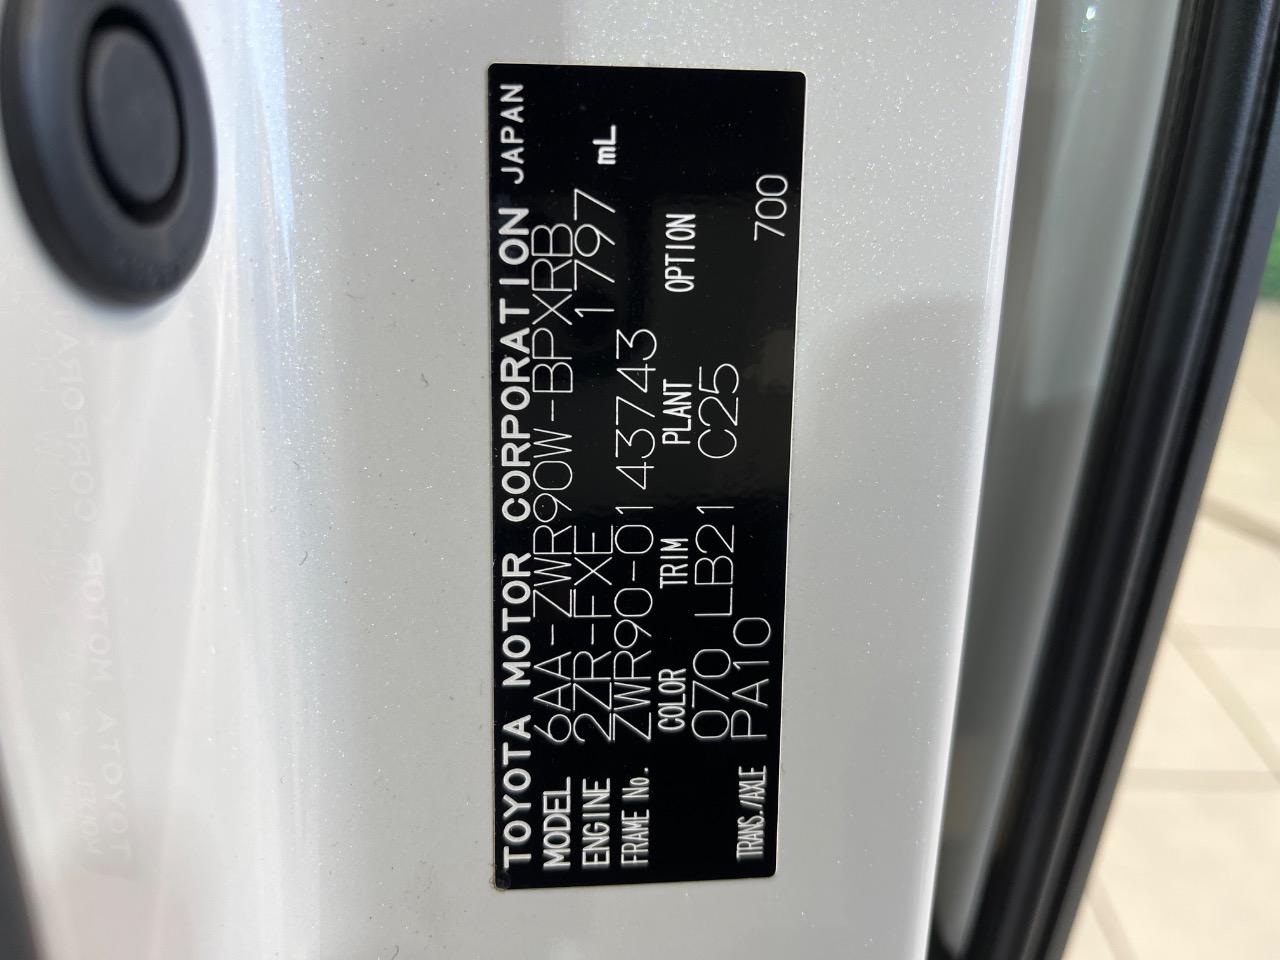 TOYOTA MOTOR CORPORATION JAPAN
MODEL 6AA-ZWR90W-BPXRB
ENGINE 2ZR-FXE 1797 mL
FRAME No. ZWR90-0143743
COLOR TRIM PLANT OPTION
070 LB21 C25
TRANS./AXLE PA10 700